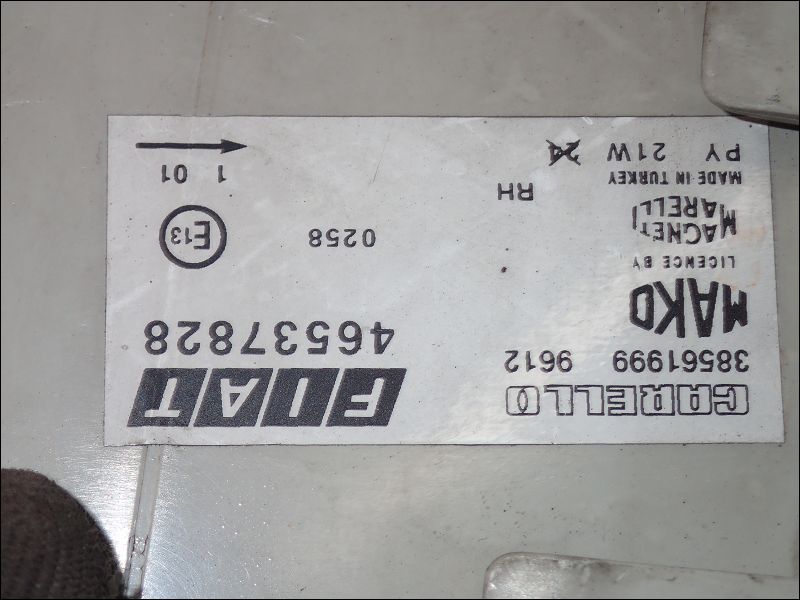 CARELLO
38561999 9612
MAKO
LICENCE BY
MAGNETI
MARELLI
MADE IN TURKEY
PY 21W 24
RH
FIAT
46537828
0258
E13
1 01